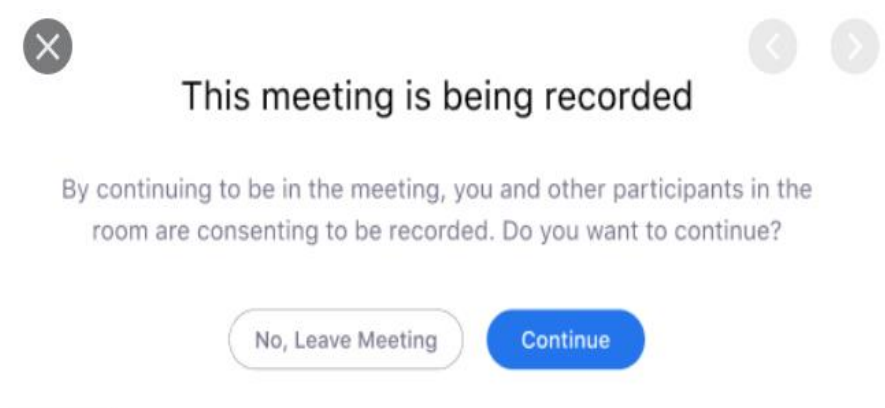 This meeting is being recorded
By continuing to be in the meeting, you and other participants in the
room are consenting to be recorded. Do you want to continue?
No, Leave Meeting
Continue